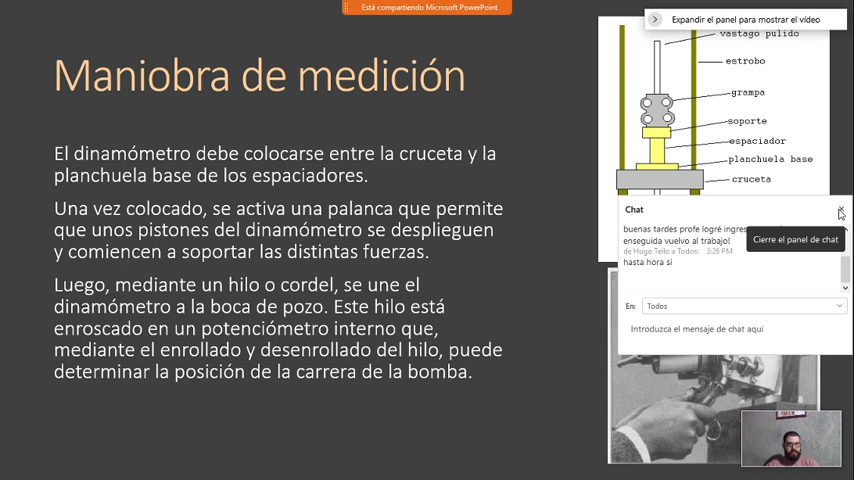 Está compartiendo Microsoft PowerPoint
Expandir el panel para mostrar el vídeo
Maniobra de medición
El dinamómetro debe colocarse entre la cruceta y la
planchuela base de los espaciadores.
Una vez colocado, se activa una palanca que permite
que unos pistones del dinamómetro se desplieguen
y comiencen a soportar las distintas fuerzas.
Luego, mediante un hilo o cordel, se une el
dinamómetro a la boca de pozo. Este hilo está
enroscado en un potenciómetro interno que,
mediante el enrollado y desenrollado del hilo, puede
determinar la posición de la carrera de la bomba.
vastago pulido
estrobo
grampa
soporte
espaciador
planchuela base
cruceta
Chat
buenas tardes profe logré
enseguida vuelvo al trabajo!
de Hugo Tello a Todos: 3:26 PM
hasta hora si
Cierre el panel de chat
En: Todos
Introduzca el mensaje de chat aquí